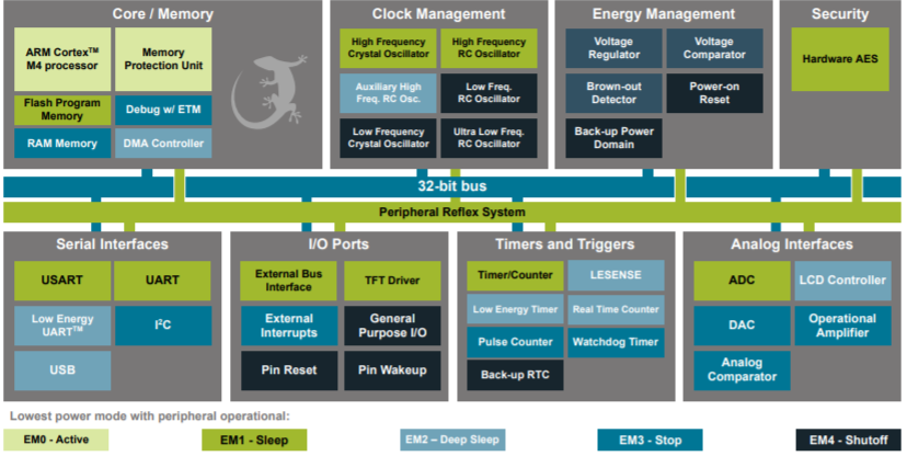 Core / Memory
ARM Cortex™
M4 processor
Memory
Protection Unit
Flash Program
Memory
Debug w/ ETM
RAM Memory
DMA Controller
Clock Management
High Frequency
Crystal Oscillator
High Frequency
RC Oscillator
Auxiliary High
Freq. RC Osc.
Low Freq.
RC Oscillator
Low Frequency
Crystal Oscillator
Ultra Low Freq.
RC Oscillator
Energy Management
Voltage
Regulator
Voltage
Comparator
Brown-out
Detector
Power-on
Reset
Back-up Power
Domain
Security
Hardware AES
32-bit bus
Peripheral Reflex System
Serial Interfaces
USART
UART
Low Energy
UART™
I²C
USB
I/O Ports
External Bus
Interface
TFT Driver
External
Interrupts
General
Purpose I/O
Pin Reset
Pin Wakeup
Timers and Triggers
Timer/Counter
LESENSE
Low Energy Timer
Real Time Counter
Pulse Counter
Watchdog Timer
Back-up RTC
Analog Interfaces
ADC
LCD Controller
DAC
Operational
Amplifier
Analog
Comparator
Lowest power mode with peripheral operational:
EM0 - Active
EM1 - Sleep
EM2 – Deep Sleep
EM3 - Stop
EM4 - Shutoff